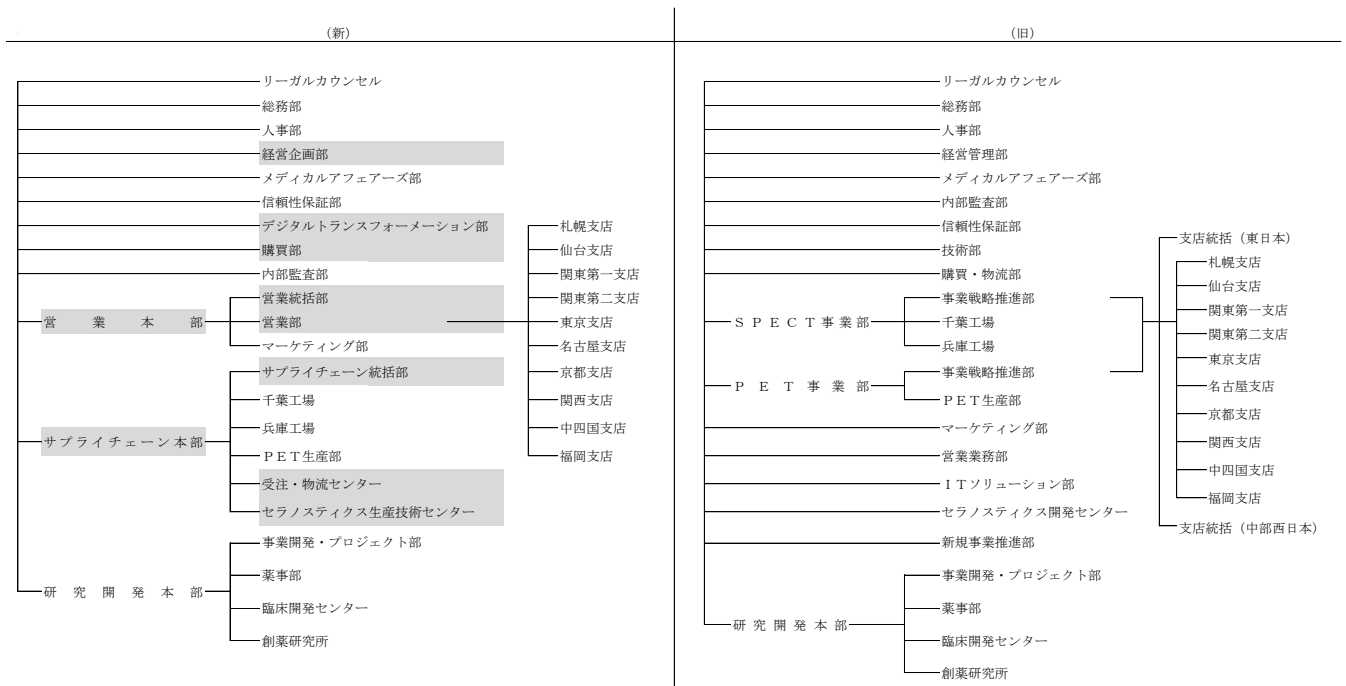 （新）
リーガルカウンセル
総務部
人事部
経営企画部
メディカルアフェアーズ部
信頼性保証部
デジタルトランスフォーメーション部
購買部
内部監査部
営業本部
営業統括部
営業部
マーケティング部
札幌支店
仙台支店
関東第一支店
関東第二支店
東京支店
名古屋支店
京都支店
関西支店
中四国支店
福岡支店
サプライチェーン本部
サプライチェーン統括部
千葉工場
兵庫工場
ＰＥＴ生産部
受注・物流センター
セラノスティクス生産技術センター
研究開発本部
事業開発・プロジェクト部
薬事部
臨床開発センター
創薬研究所
（旧）
リーガルカウンセル
総務部
人事部
経営管理部
メディカルアフェアーズ部
内部監査部
信頼性保証部
技術部
購買・物流部
ＳＰＥＣＴ事業部
事業戦略推進部
千葉工場
兵庫工場
ＰＥＴ事業部
事業戦略推進部
ＰＥＴ生産部
支店統括（東日本）
札幌支店
仙台支店
関東第一支店
関東第二支店
東京支店
名古屋支店
京都支店
関西支店
中四国支店
福岡支店
支店統括（中部西日本）
マーケティング部
営業業務部
ＩＴソリューション部
セラノスティクス開発センター
新規事業推進部
研究開発本部
事業開発・プロジェクト部
薬事部
臨床開発センター
創薬研究所